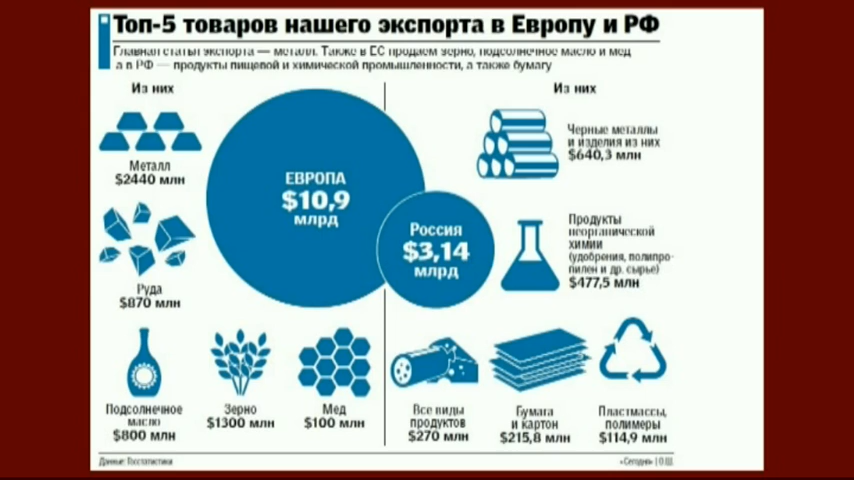 Топ-5 товаров нашего экспорта в Европу и РФ
Главная статья экспорта — металл. Также в ЕС продаем зерно, подсолнечное масло и мед
а в РФ — продукты пищевой и химической промышленности, а также бумагу
Из них
Металл
$2440 млн
Руда
$870 млн
Подсолнечное
масло
$800 млн
Зерно
$1300 млн
Мед
$100 млн
ЕВРОПА
$10,9
млрд
Россия
$3,14
млрд
Из них
Черные металлы
и изделия из них
$640,3 млн
Продукты
неорганической
химии
(удобрения, полипро-
пилен и др. сырье)
$477,5 млн
Все виды
продуктов
$270 млн
Бумага
и картон
$215,8 млн
Пластмассы,
полимеры
$114,9 млн
Данные: Госстатистики
«Сегодня»